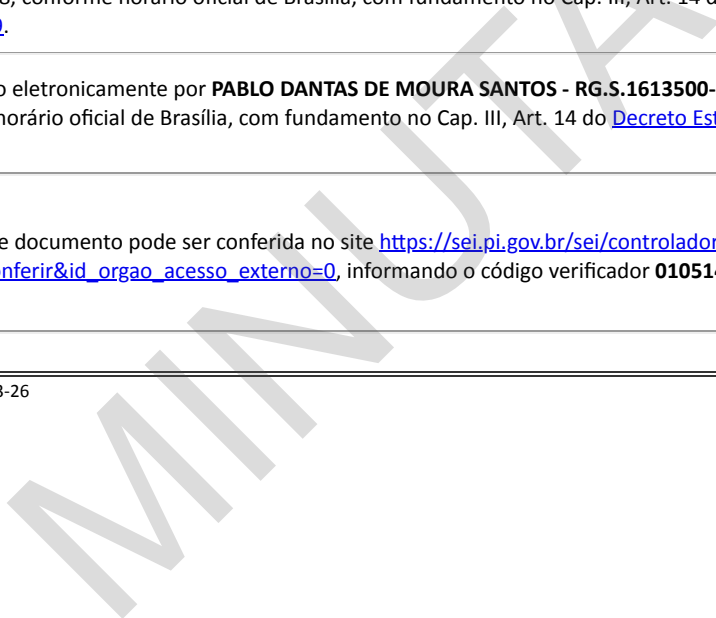 conforme horário oficial de Brasília, com fundamento no Cap. III, Art. 14 d
.
o eletronicamente por PABLO DANTAS DE MOURA SANTOS - RG.S.1613500-
horário oficial de Brasília, com fundamento no Cap. III, Art. 14 do Decreto Est
e documento pode ser conferida no site https://sei.pi.gov.br/sei/controlador
nferir&id_orgao_acesso_externo=0, informando o código verificador 01051
-26
MINUTA